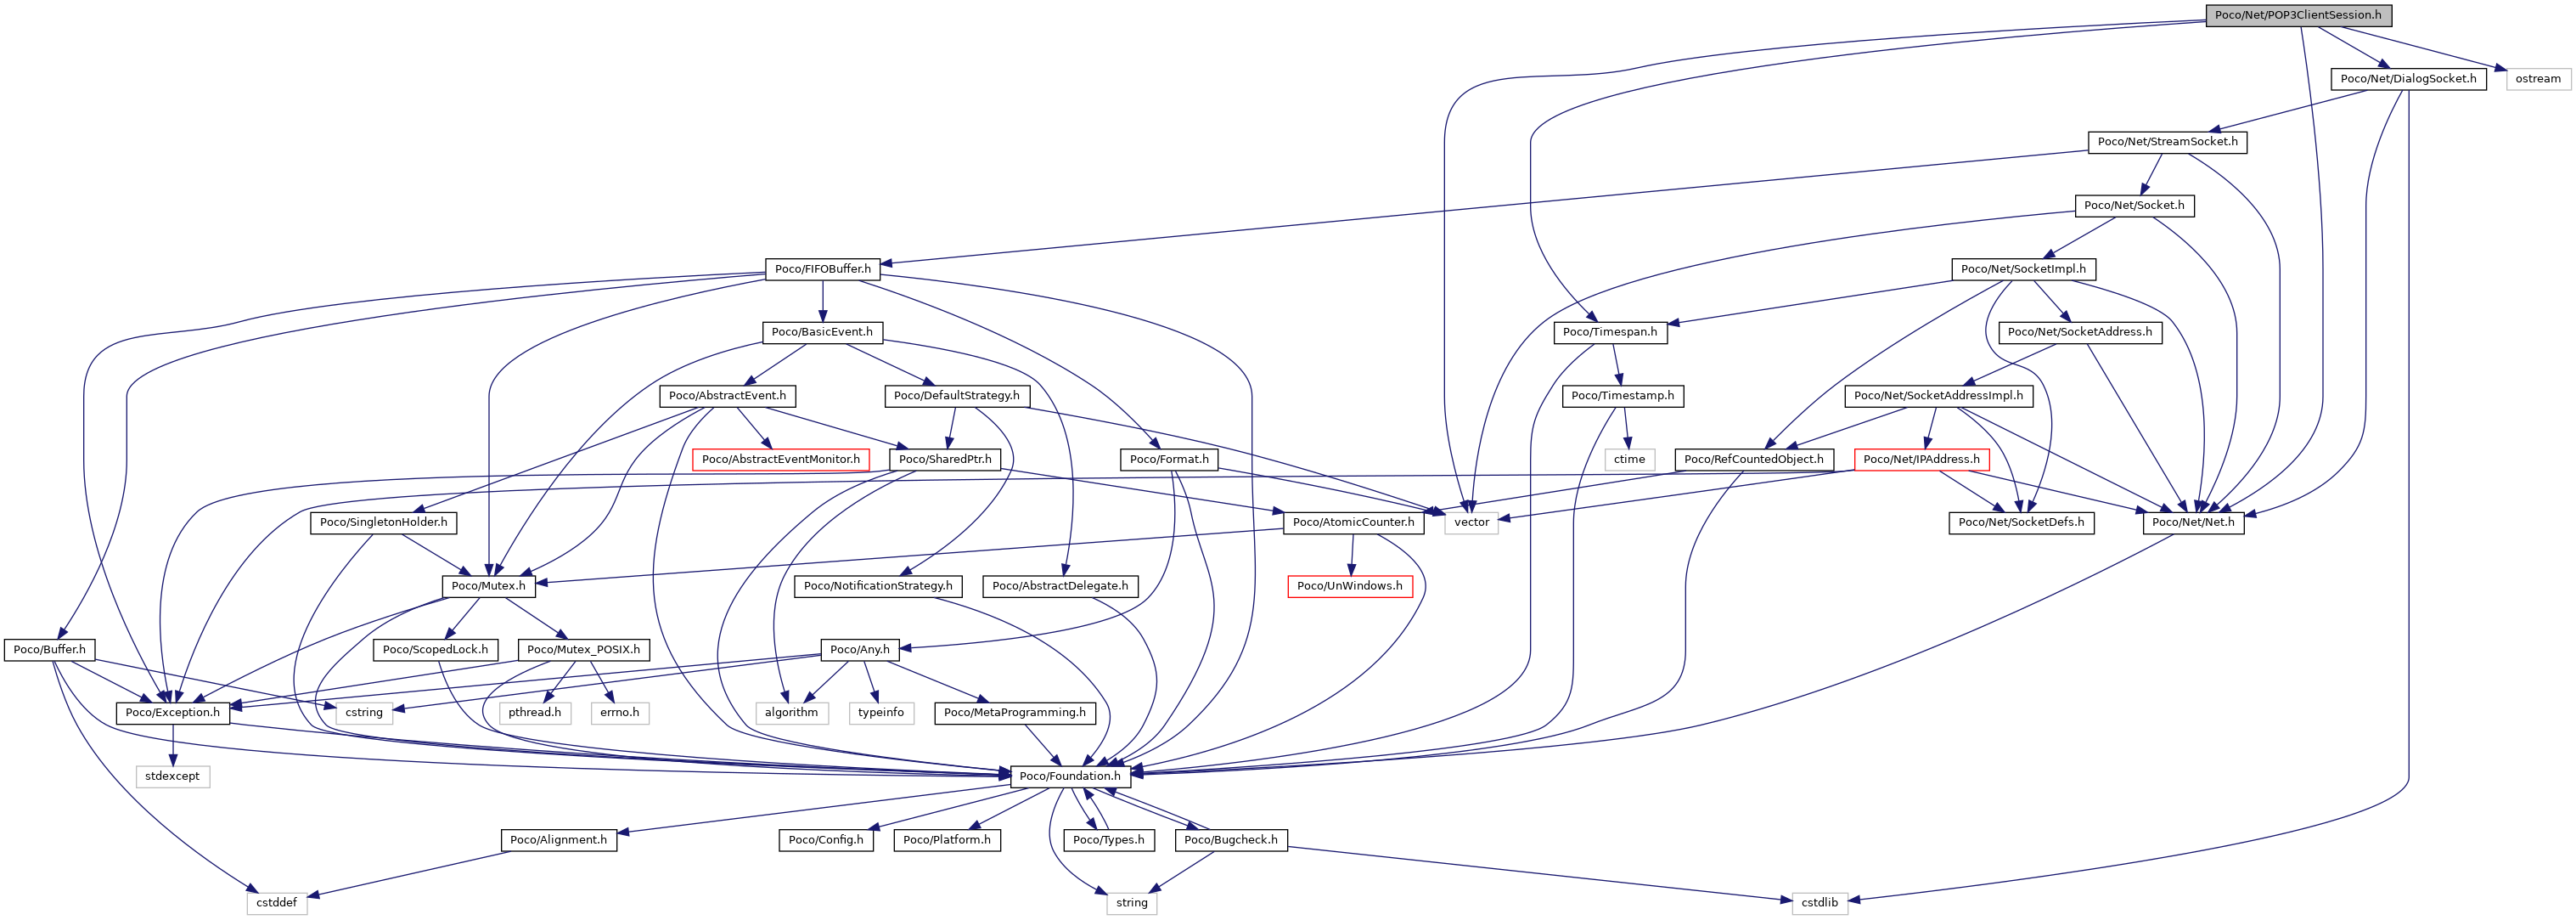 Poco/Net/POP3ClientSession.h
Poco/Net/DialogSocket.h
ostream
Poco/Net/StreamSocket.h
Poco/Net/Socket.h
Poco/FIFOBuffer.h
Poco/Net/SocketImpl.h
Poco/BasicEvent.h
Poco/Timespan.h
Poco/Net/SocketAddress.h
Poco/AbstractEvent.h
Poco/DefaultStrategy.h
Poco/Timestamp.h
Poco/Net/SocketAddressImpl.h
Poco/AbstractEventMonitor.h
Poco/SharedPtr.h
Poco/Format.h
ctime
Poco/RefCountedObject.h
Poco/Net/IPAddress.h
Poco/SingletonHolder.h
Poco/AtomicCounter.h
vector
Poco/Net/SocketDefs.h
Poco/Net/Net.h
Poco/Mutex.h
Poco/NotificationStrategy.h
Poco/AbstractDelegate.h
Poco/UnWindows.h
Poco/Buffer.h
Poco/ScopedLock.h
Poco/Mutex_POSIX.h
Poco/Any.h
Poco/Exception.h
cstring
pthread.h
errno.h
algorithm
typeinfo
Poco/MetaProgramming.h
stdexcept
Poco/Foundation.h
Poco/Alignment.h
Poco/Config.h
Poco/Platform.h
Poco/Types.h
Poco/Bugcheck.h
cstddef
string
cstdlib